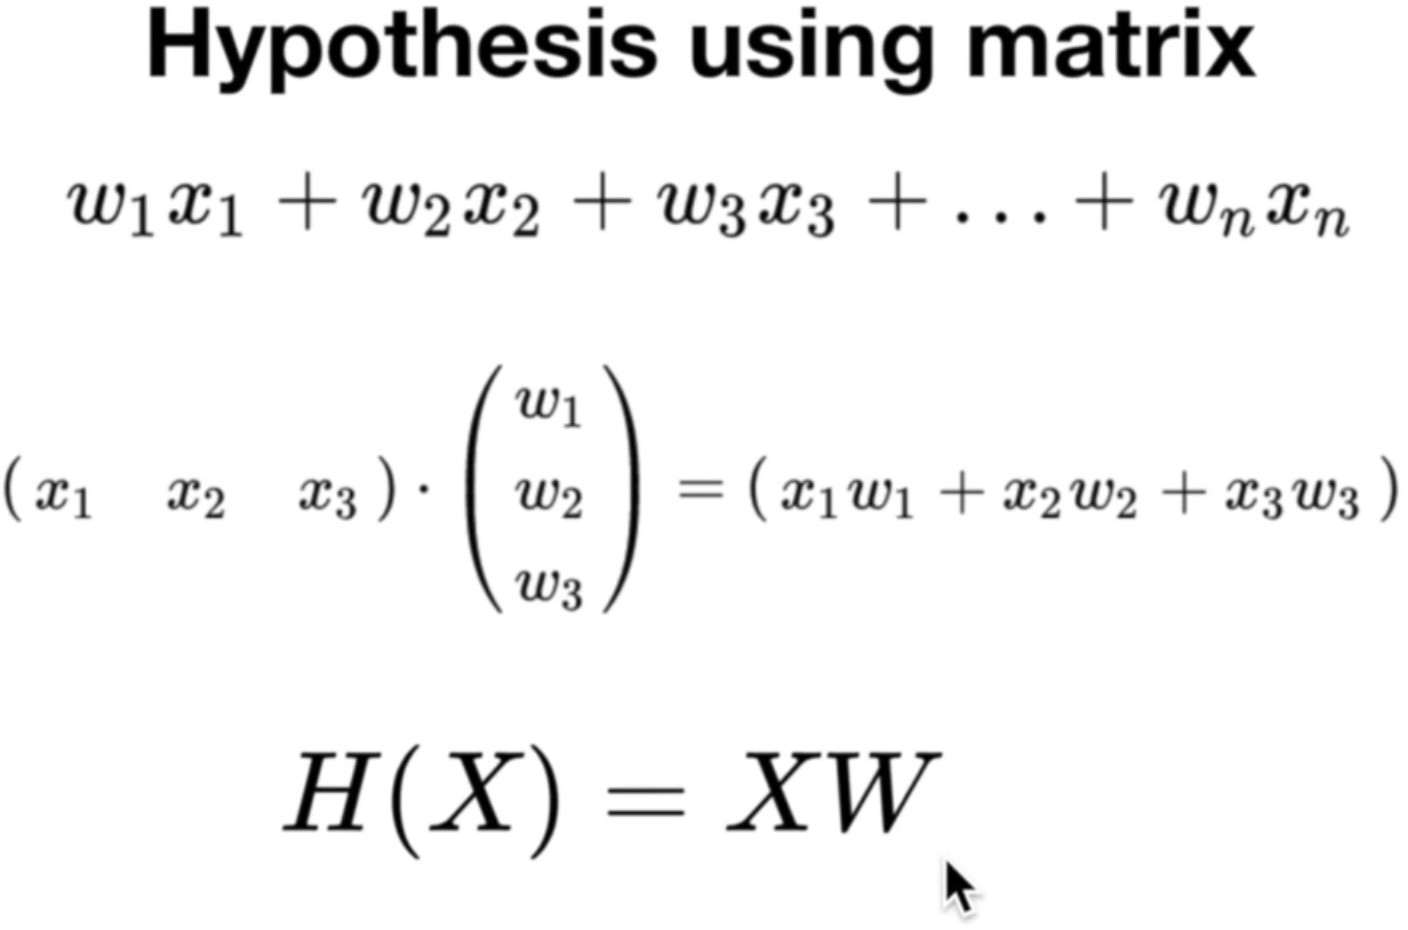 Hypothesis using matrix
w₁x₁ + w₂x₂ + w₃x₃ + ... + wₙxₙ
( x₁ x₂ x₃ ) · ( w₁ w₂ w₃ ) = ( x₁w₁ + x₂w₂ + x₃w₃ )
H(X) = XW